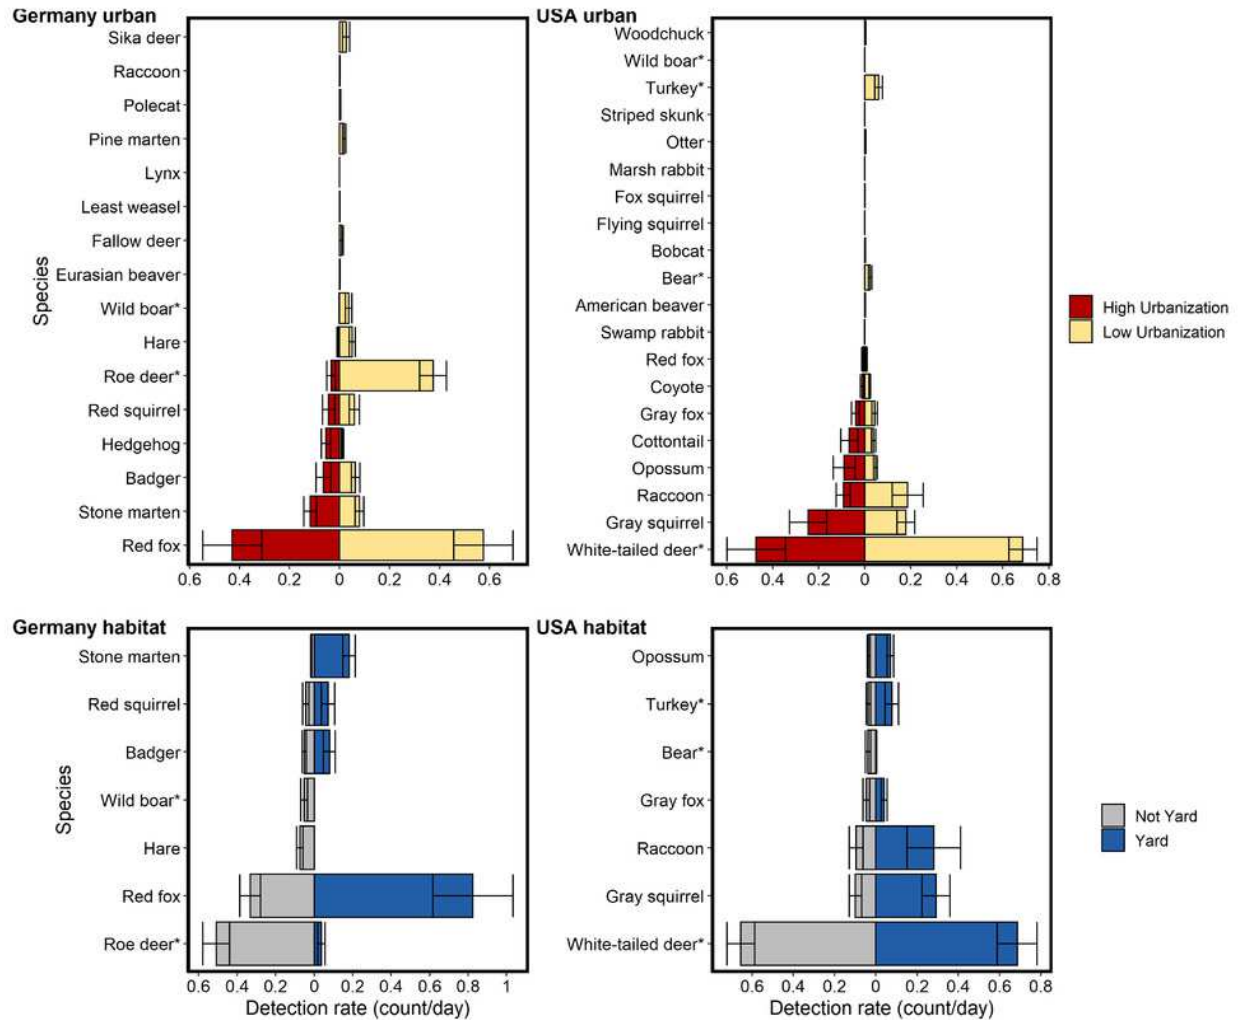 Germany urban
Sika deer
Raccoon
Polecat
Pine marten
Lynx
Least weasel
Fallow deer
Eurasian beaver
Wild boar*
Hare
Roe deer*
Red squirrel
Hedgehog
Badger
Stone marten
Red fox
Species
0.6 0.4 0.2 0 0.2 0.4 0.6
USA urban
Woodchuck
Wild boar*
Turkey*
Striped skunk
Otter
Marsh rabbit
Fox squirrel
Flying squirrel
Bobcat
Bear*
American beaver
Swamp rabbit
Red fox
Coyote
Gray fox
Cottontail
Opossum
Raccoon
Gray squirrel
White-tailed deer*
0.6 0.4 0.2 0 0.2 0.4 0.6 0.8
High Urbanization
Low Urbanization
Germany habitat
Stone marten
Red squirrel
Badger
Wild boar*
Hare
Red fox
Roe deer*
Species
0.6 0.4 0.2 0 0.2 0.4 0.6 0.8 1
Detection rate (count/day)
USA habitat
Opossum
Turkey*
Bear*
Gray fox
Raccoon
Gray squirrel
White-tailed deer*
0.6 0.4 0.2 0 0.2 0.4 0.6 0.8
Detection rate (count/day)
Not Yard
Yard